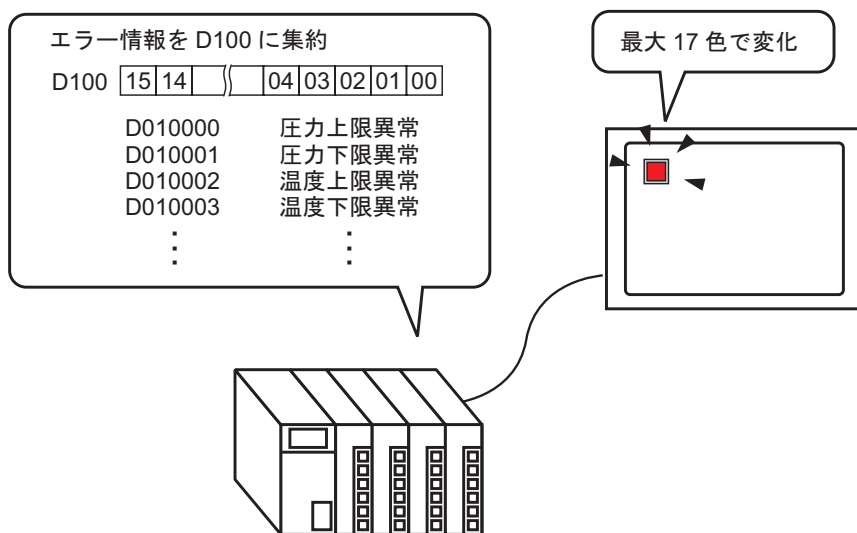 エラー情報を D100 に集約
D100 15 14 04 03 02 01 00
D010000 圧力上限異常
D010001 圧力下限異常
D010002 温度上限異常
D010003 温度下限異常
最大 17 色で変化